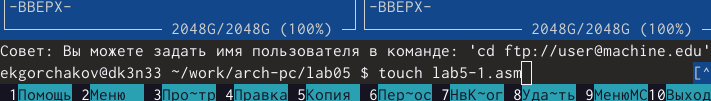 -ВВЕРХ- -ВВЕРХ-
2048G/2048G (100%) 2048G/2048G (100%)
Совет: Вы можете задать имя пользователя в команде: 'cd ftp://user@machine.edu'
ekgorchakov@dk3n33 ~/work/arch-pc/lab05 $ touch lab5-1.asm [^
1Помощь 2Меню 3Про~тр 4Правка 5Копия 6Пер~ос 7НвК~ог 8Уда~ть 9МенюМС 10Выход